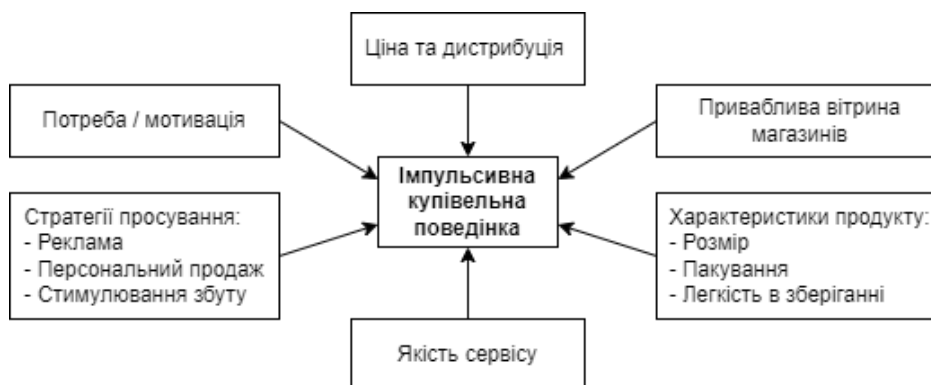 Ціна та дистрибуція
Потреба / мотивація
Приваблива вітрина
магазинів
Імпульсивна
купівельна
поведінка
Стратегії просування:
- Реклама
- Персональний продаж
- Стимулювання збуту
Характеристики продукту:
- Розмір
- Пакування
- Легкість в зберіганні
Якість сервісу